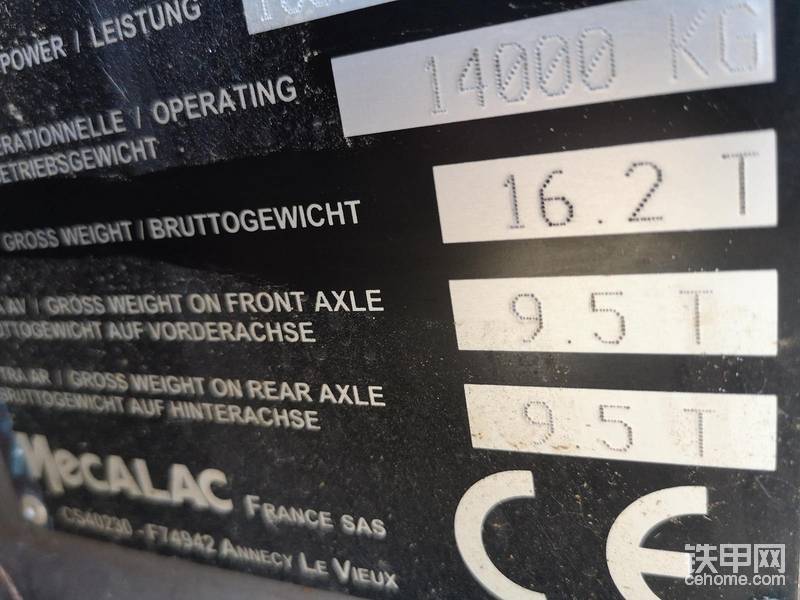 POWER / LEISTUNG
14000 KG
ERATIONNELLE / OPERATING
ETRIEBSGEWICHT
GROSS WEIGHT / BRUTTOGEWICHT
16.2 T
AV / GROSS WEIGHT ON FRONT AXLE
UTTOGEWICHT AUF VORDERACHSE
9.5 T
TRA.AR / GROSS WEIGHT ON REAR AXLE
BRUTTOGEWICHT AUF HINTERACHSE
9.5 T
MECALAC FRANCE SAS
CS40230 - F74942 ANNECY LE VIEUX
CE
铁甲网
cehome.com